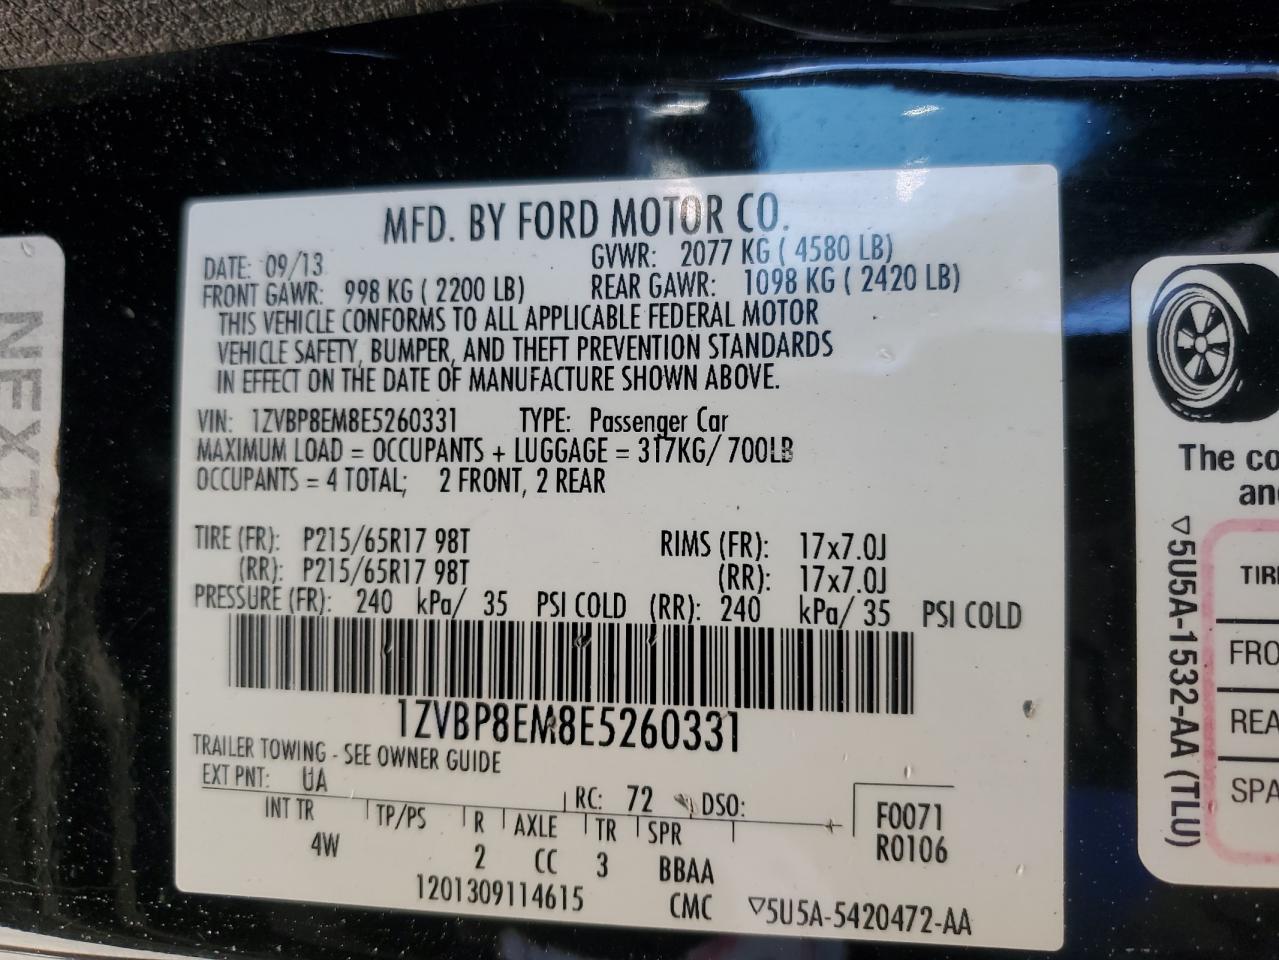 MFD. BY FORD MOTOR CO.
DATE: 09/13 GVWR: 2077 KG ( 4580 LB)
FRONT GAWR: 998 KG ( 2200 LB) REAR GAWR: 1098 KG ( 2420 LB)
THIS VEHICLE CONFORMS TO ALL APPLICABLE FEDERAL MOTOR
VEHICLE SAFETY, BUMPER, AND THEFT PREVENTION STANDARDS
IN EFFECT ON THE DATE OF MANUFACTURE SHOWN ABOVE.
VIN: 1ZVBP8EM8E5260331 TYPE: Passenger Car
MAXIMUM LOAD = OCCUPANTS + LUGGAGE = 317KG/ 700LB
OCCUPANTS = 4 TOTAL; 2 FRONT, 2 REAR
TIRE (FR): P215/65R17 98T RIMS (FR): 17x7.0J
(RR): P215/65R17 98T (RR): 17x7.0J
PRESSURE (FR): 240 kPa/ 35 PSI COLD (RR): 240 kPa/ 35 PSI COLD
1ZVBP8EM8E5260331
TRAILER TOWING - SEE OWNER GUIDE
EXT PNT: UA RC: 72 DSO:
INT TR TP/PS R AXLE TR SPR F0071
4W 2 CC 3 BBAA R0106
1201309114615 CMC ▽5U5A-5420472-AA
NEXT
The co
an
▽5U5A-1532-AA (TLU)
TIR
FRO
REA
SPA